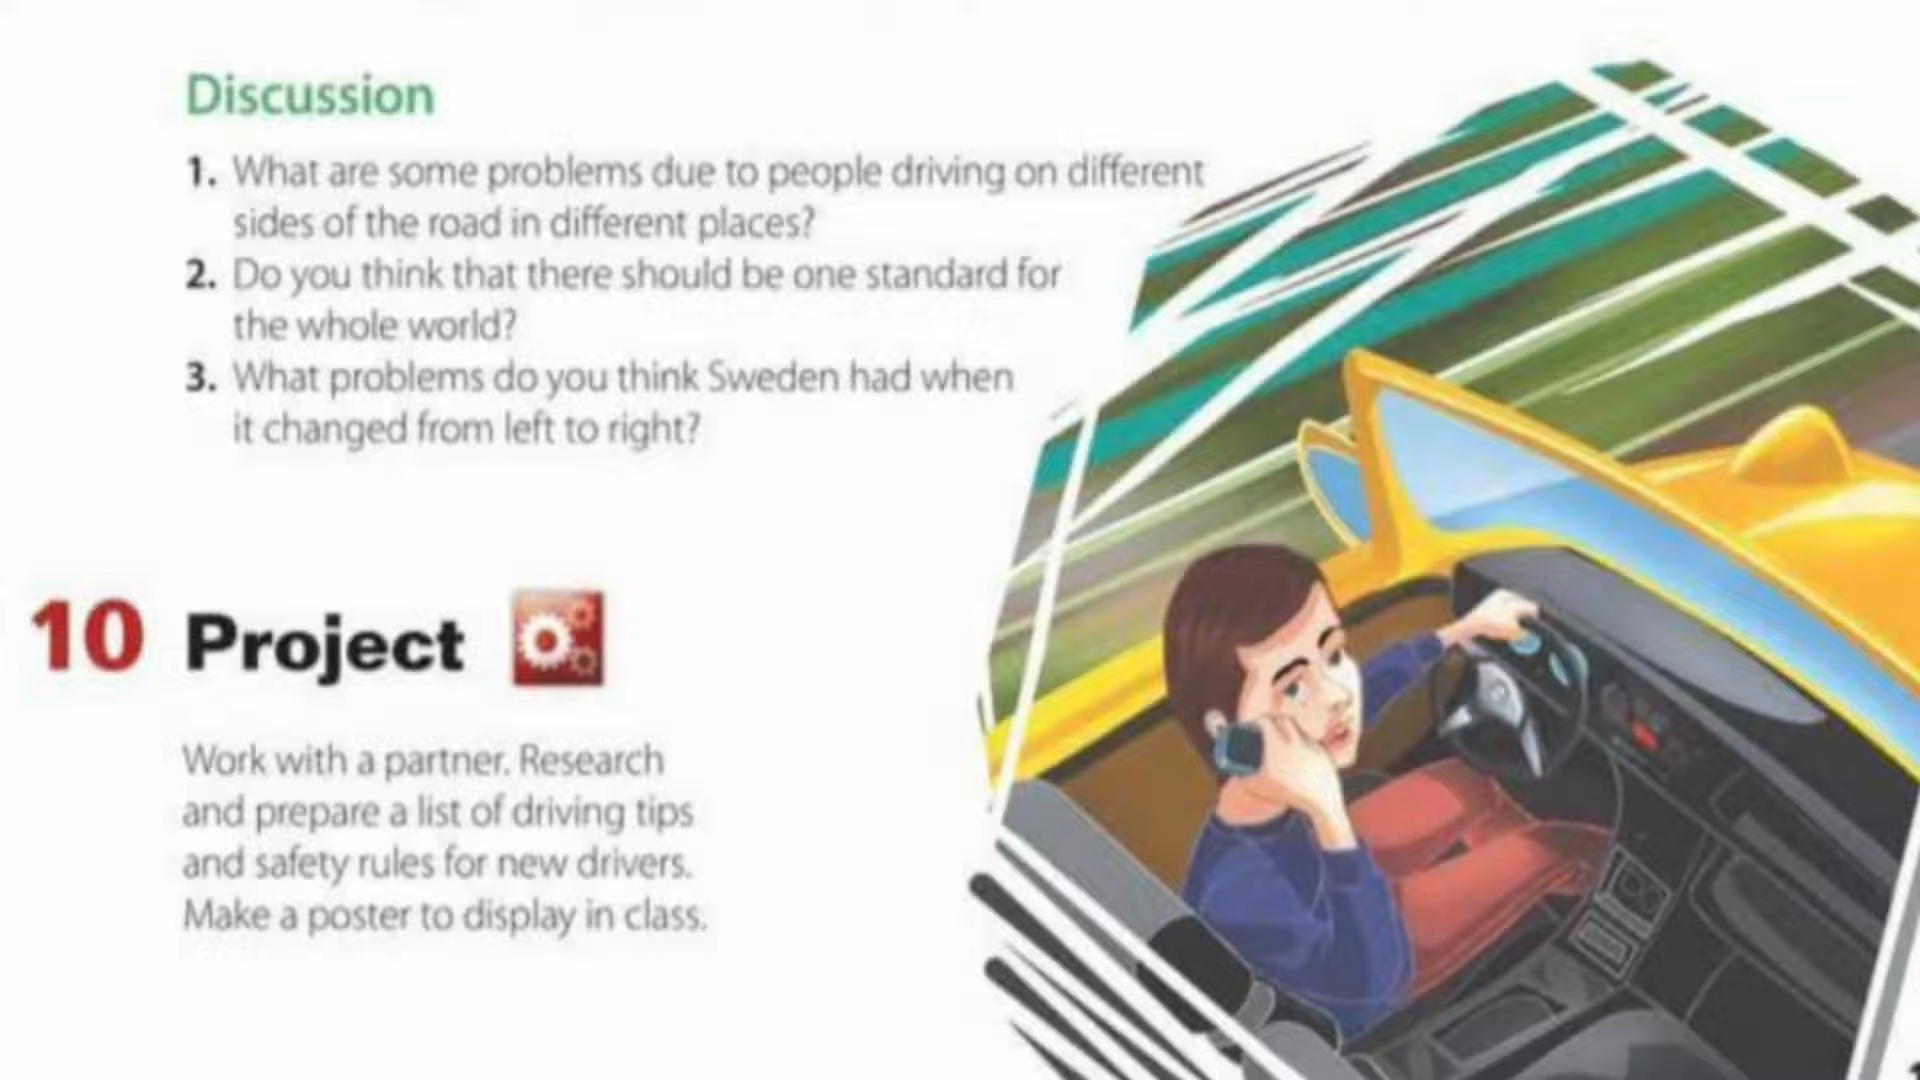 Discussion
1. What are some problems due to people driving on different
sides of the road in different places?
2. Do you think that there should be one standard for
the whole world?
3. What problems do you think Sweden had when
it changed from left to right?
10 Project
Work with a partner. Research
and prepare a list of driving tips
and safety rules for new drivers.
Make a poster to display in class.